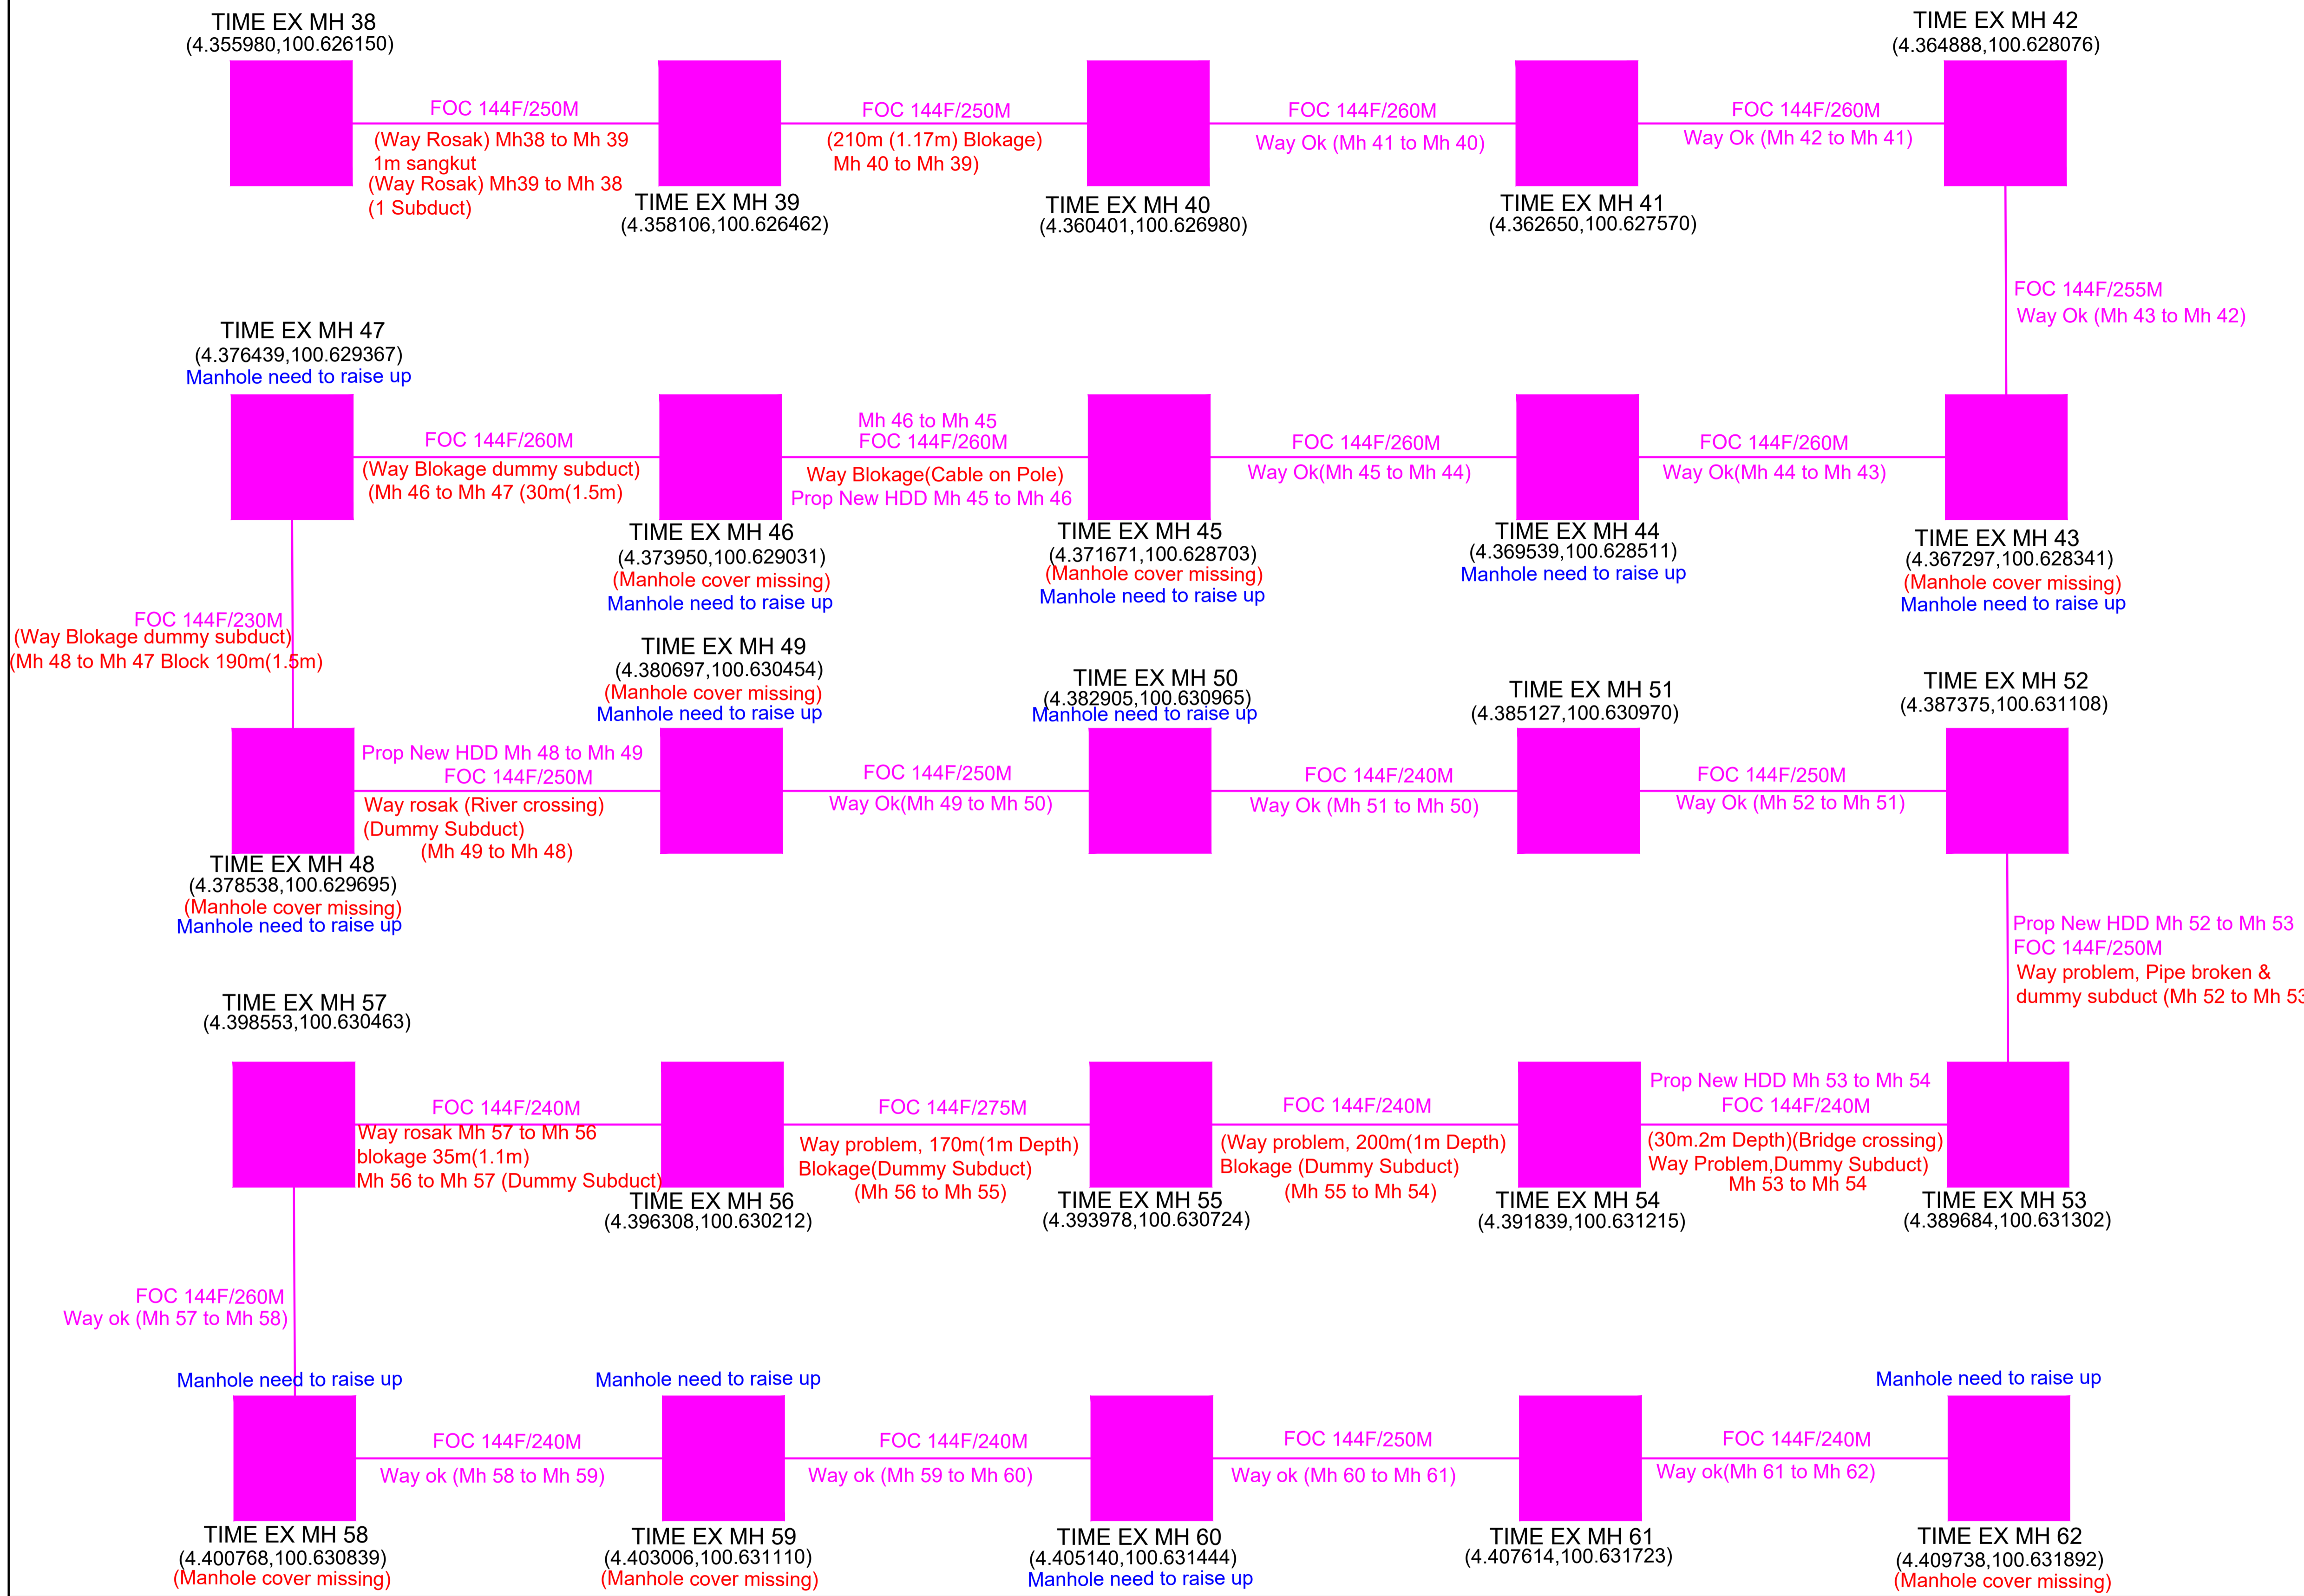 TIME EX MH 38
(4.355980,100.626150)
TIME EX MH 42
(4.364888,100.628076)
FOC 144F/250M
(Way Rosak) Mh38 to Mh 39
1m sangkut
(Way Rosak) Mh39 to Mh 38
(1 Subduct)
FOC 144F/250M
(210m (1.17m) Blokage)
Mh 40 to Mh 39)
FOC 144F/260M
Way Ok (Mh 41 to Mh 40)
FOC 144F/260M
Way Ok (Mh 42 to Mh 41)
TIME EX MH 39
(4.358106,100.626462)
TIME EX MH 40
(4.360401,100.626980)
TIME EX MH 41
(4.362650,100.627570)
FOC 144F/255M
Way Ok (Mh 43 to Mh 42)
TIME EX MH 47
(4.376439,100.629367)
Manhole need to raise up
FOC 144F/260M
(Way Blokage dummy subduct)
(Mh 46 to Mh 47 (30m(1.5m)
Mh 46 to Mh 45
FOC 144F/260M
Way Blokage(Cable on Pole)
Prop New HDD Mh 45 to Mh 46
FOC 144F/260M
Way Ok(Mh 45 to Mh 44)
FOC 144F/260M
Way Ok(Mh 44 to Mh 43)
TIME EX MH 46
(4.373950,100.629031)
(Manhole cover missing)
Manhole need to raise up
TIME EX MH 45
(4.371671,100.628703)
(Manhole cover missing)
Manhole need to raise up
TIME EX MH 44
(4.369539,100.628511)
Manhole need to raise up
TIME EX MH 43
(4.367297,100.628341)
(Manhole cover missing)
Manhole need to raise up
FOC 144F/230M
(Way Blokage dummy subduct)
(Mh 48 to Mh 47 Block 190m(1.5m)
TIME EX MH 49
(4.380697,100.630454)
(Manhole cover missing)
Manhole need to raise up
TIME EX MH 50
(4.382905,100.630965)
Manhole need to raise up
TIME EX MH 51
(4.385127,100.630970)
TIME EX MH 52
(4.387375,100.631108)
Prop New HDD Mh 48 to Mh 49
FOC 144F/250M
Way rosak (River crossing)
(Dummy Subduct)
(Mh 49 to Mh 48)
FOC 144F/250M
Way Ok(Mh 49 to Mh 50)
FOC 144F/240M
Way Ok (Mh 51 to Mh 50)
FOC 144F/250M
Way Ok (Mh 52 to Mh 51)
TIME EX MH 48
(4.378538,100.629695)
(Manhole cover missing)
Manhole need to raise up
Prop New HDD Mh 52 to Mh 53
FOC 144F/250M
Way problem, Pipe broken &
dummy subduct (Mh 52 to Mh 53
TIME EX MH 57
(4.398553,100.630463)
FOC 144F/240M
Way rosak Mh 57 to Mh 56
blokage 35m(1.1m)
Mh 56 to Mh 57 (Dummy Subduct)
FOC 144F/275M
Way problem, 170m(1m Depth)
Blokage(Dummy Subduct)
(Mh 56 to Mh 55)
FOC 144F/240M
(Way problem, 200m(1m Depth)
Blokage (Dummy Subduct)
(Mh 55 to Mh 54)
Prop New HDD Mh 53 to Mh 54
FOC 144F/240M
(30m.2m Depth)(Bridge crossing)
Way Problem,Dummy Subduct)
Mh 53 to Mh 54
TIME EX MH 56
(4.396308,100.630212)
TIME EX MH 55
(4.393978,100.630724)
TIME EX MH 54
(4.391839,100.631215)
TIME EX MH 53
(4.389684,100.631302)
FOC 144F/260M
Way ok (Mh 57 to Mh 58)
Manhole need to raise up
Manhole need to raise up
Manhole need to raise up
FOC 144F/240M
Way ok (Mh 58 to Mh 59)
FOC 144F/240M
Way ok (Mh 59 to Mh 60)
FOC 144F/250M
Way ok (Mh 60 to Mh 61)
FOC 144F/240M
Way ok(Mh 61 to Mh 62)
TIME EX MH 58
(4.400768,100.630839)
(Manhole cover missing)
TIME EX MH 59
(4.403006,100.631110)
(Manhole cover missing)
TIME EX MH 60
(4.405140,100.631444)
Manhole need to raise up
TIME EX MH 61
(4.407614,100.631723)
TIME EX MH 62
(4.409738,100.631892)
(Manhole cover missing)